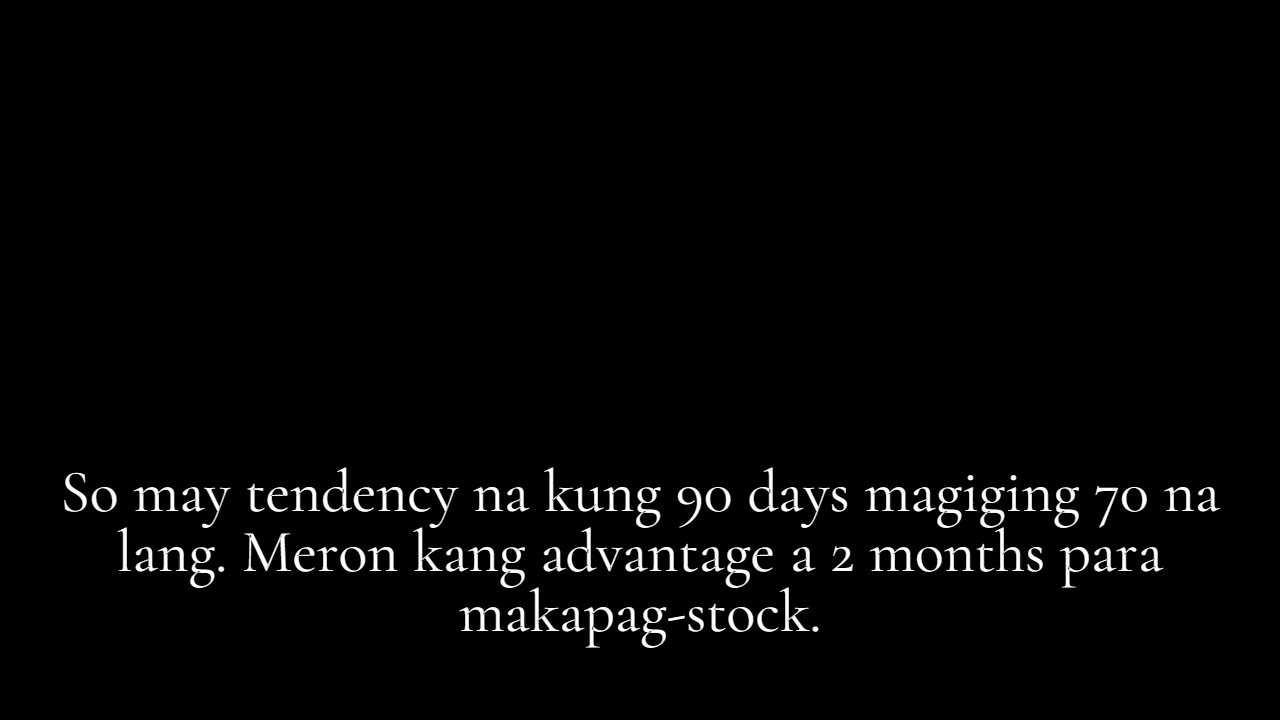 So may tendency na kung 90 days magiging 70 na
lang. Meron kang advantage a 2 months para
makapag-stock.